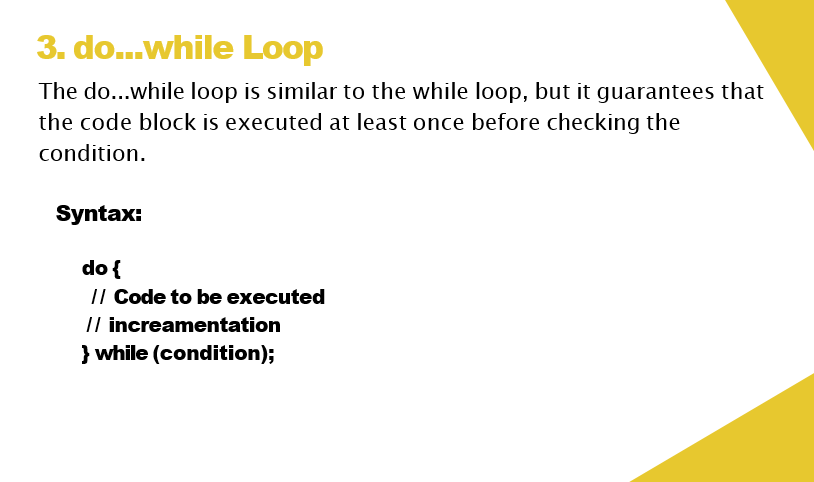 3. do...while Loop
The do...while loop is similar to the while loop, but it guarantees that
the code block is executed at least once before checking the
condition.
Syntax:
do {
// Code to be executed
// increamentation
} while (condition);